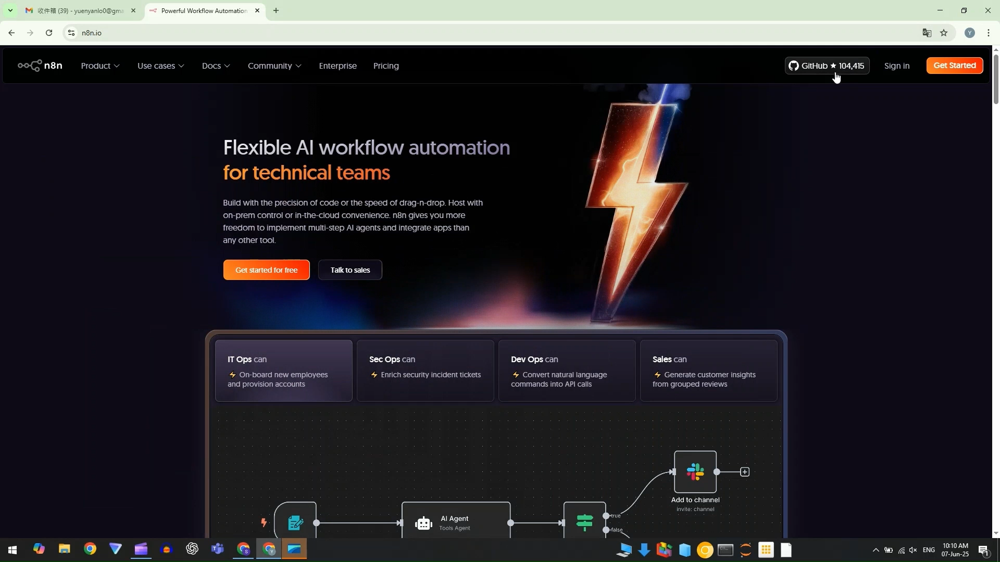 收件箱 (39) - yuenyanlo0@gma
Powerful Workflow Automation
n8n.io
Y
n8n
Product
Use cases
Docs
Community
Enterprise
Pricing
GitHub ★ 104,415
Sign in
Get Started
Flexible AI workflow automation
for technical teams
Build with the precision of code or the speed of drag-n-drop. Host with
on-prem control or in-the-cloud convenience. n8n gives you more
freedom to implement multi-step AI agents and integrate apps than
any other tool.
Get started for free
Talk to sales
IT Ops can
⚡ On-board new employees
and provision accounts
Sec Ops can
⚡ Enrich security incident tickets
Dev Ops can
⚡ Convert natural language
commands into API calls
Sales can
⚡ Generate customer insights
from grouped reviews
Add to channel
invite: channel
AI Agent
Tools Agent
true
false
ENG
10:10 AM
07-Jun-25
1